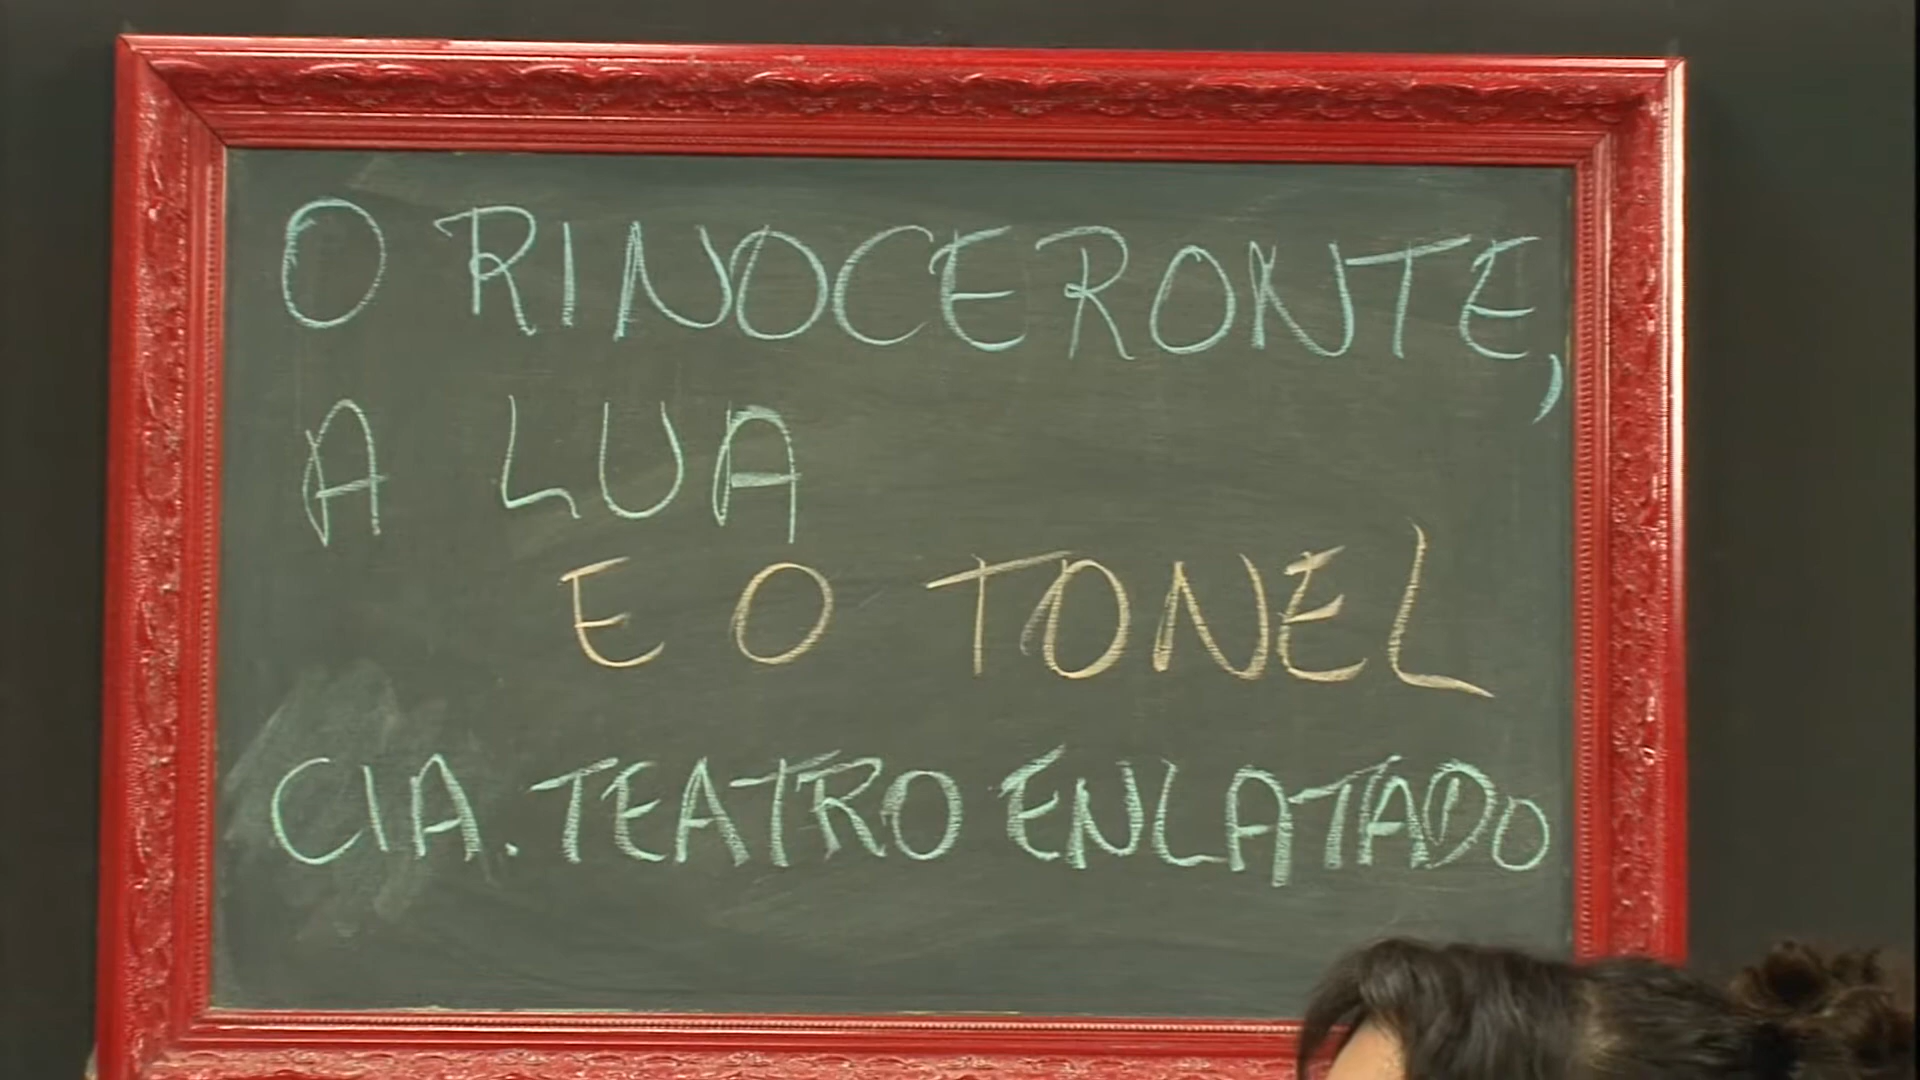 O RINOCERONTE,
A LUA
E O TONEL
CIA. TEATRO ENLATADO